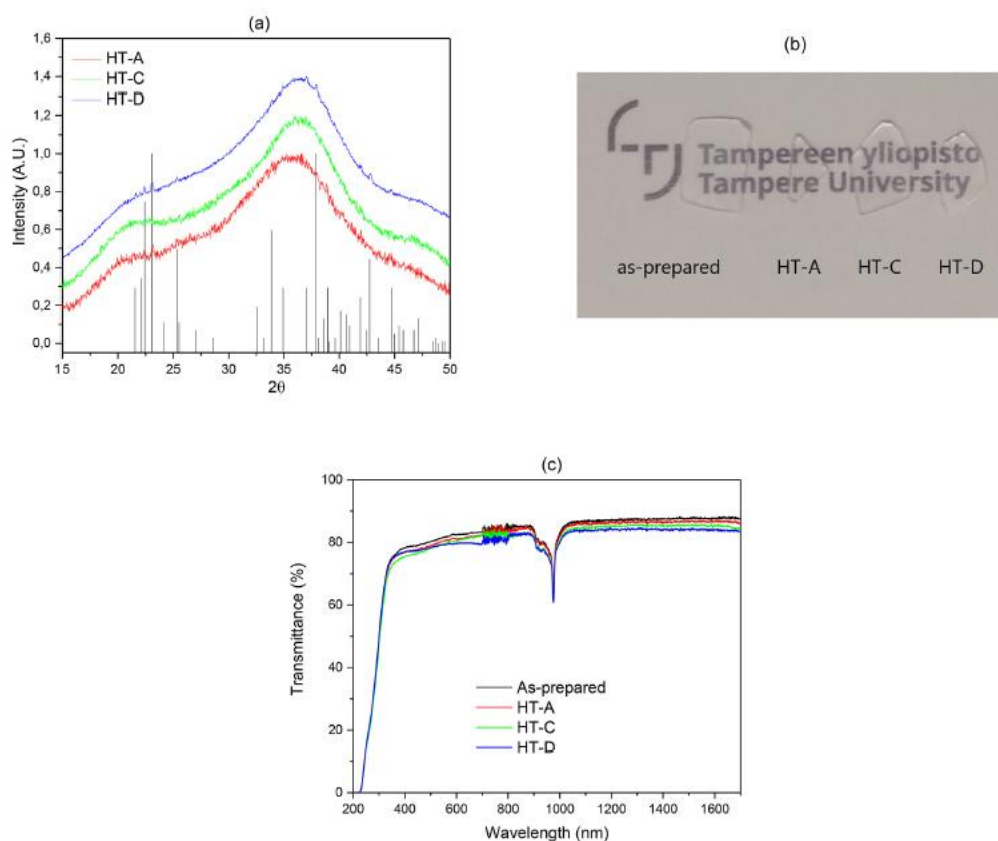 (a)
1,6
1,4
1,2
1,0
0,8
0,6
0,4
0,2
0,0
Intensity (A.U.)
HT-A
HT-C
HT-D
15 20 25 30 35 40 45 50
2θ
(b)
Tampereen yliopisto
Tampere University
as-prepared HT-A HT-C HT-D
(c)
100
80
60
40
20
0
Transmittance (%)
As-prepared
HT-A
HT-C
HT-D
200 400 600 800 1000 1200 1400 1600
Wavelength (nm)